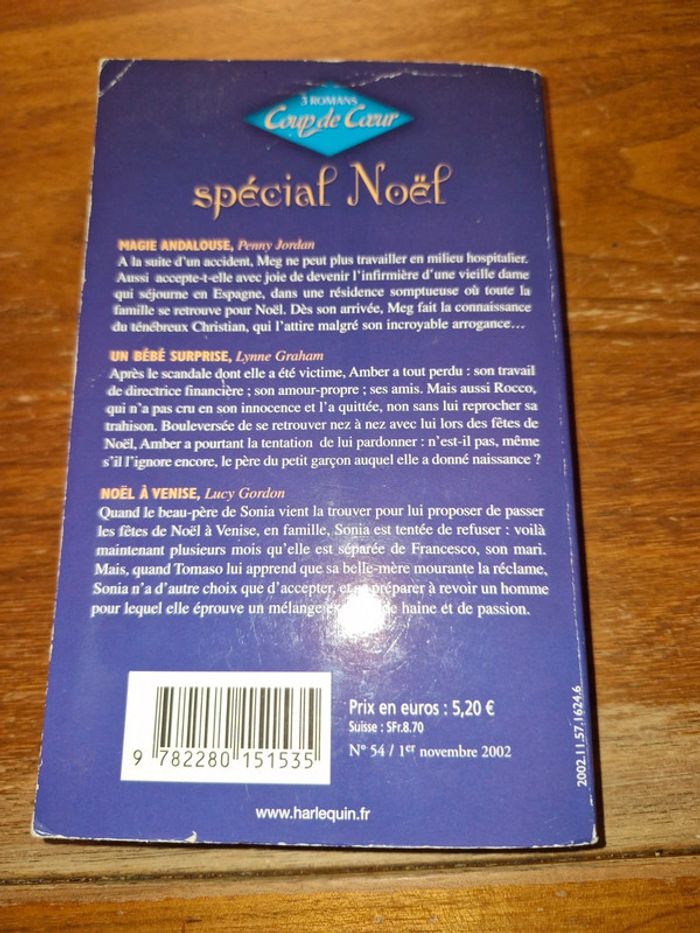 3 ROMANS
Coup de Cœur
spécial Noël
MAGIE ANDALOUSE, Penny Jordan
A la suite d'un accident, Meg ne peut plus travailler en milieu hospitalier.
Aussi accepte-t-elle avec joie de devenir l'infirmière d'une vieille dame
qui séjourne en Espagne, dans une résidence somptueuse où toute la
famille se retrouve pour Noël. Dès son arrivée, Meg fait la connaissance
du ténébreux Christian, qui l'attire malgré son incroyable arrogance…
UN BÉBÉ SURPRISE, Lynne Graham
Après le scandale dont elle a été victime, Amber a tout perdu : son travail
de directrice financière ; son amour-propre ; ses amis. Mais aussi Rocco,
qui n'a pas cru en son innocence et l'a quittée, non sans lui reprocher sa
trahison. Bouleversée de se retrouver nez à nez avec lui lors des fêtes de
Noël, Amber a pourtant la tentation de lui pardonner : n'est-il pas, même
s'il l'ignore encore, le père du petit garçon auquel elle a donné naissance ?
NOËL À VENISE, Lucy Gordon
Quand le beau-père de Sonia vient la trouver pour lui proposer de passer
les fêtes de Noël à Venise, en famille, Sonia est tentée de refuser : voilà
maintenant plusieurs mois qu'elle est séparée de Francesco, son mari.
Mais, quand Tomaso lui apprend que sa belle-mère mourante la réclame,
Sonia n'a d'autre choix que d'accepter, et préparer à revoir un homme
pour lequel elle éprouve un mélange de haine et de passion.
Prix en euros : 5,20 €
Suisse : SFr.8.70
N° 54 / 1er novembre 2002
9 782280 151535
www.harlequin.fr
2002.11.57.1624.6